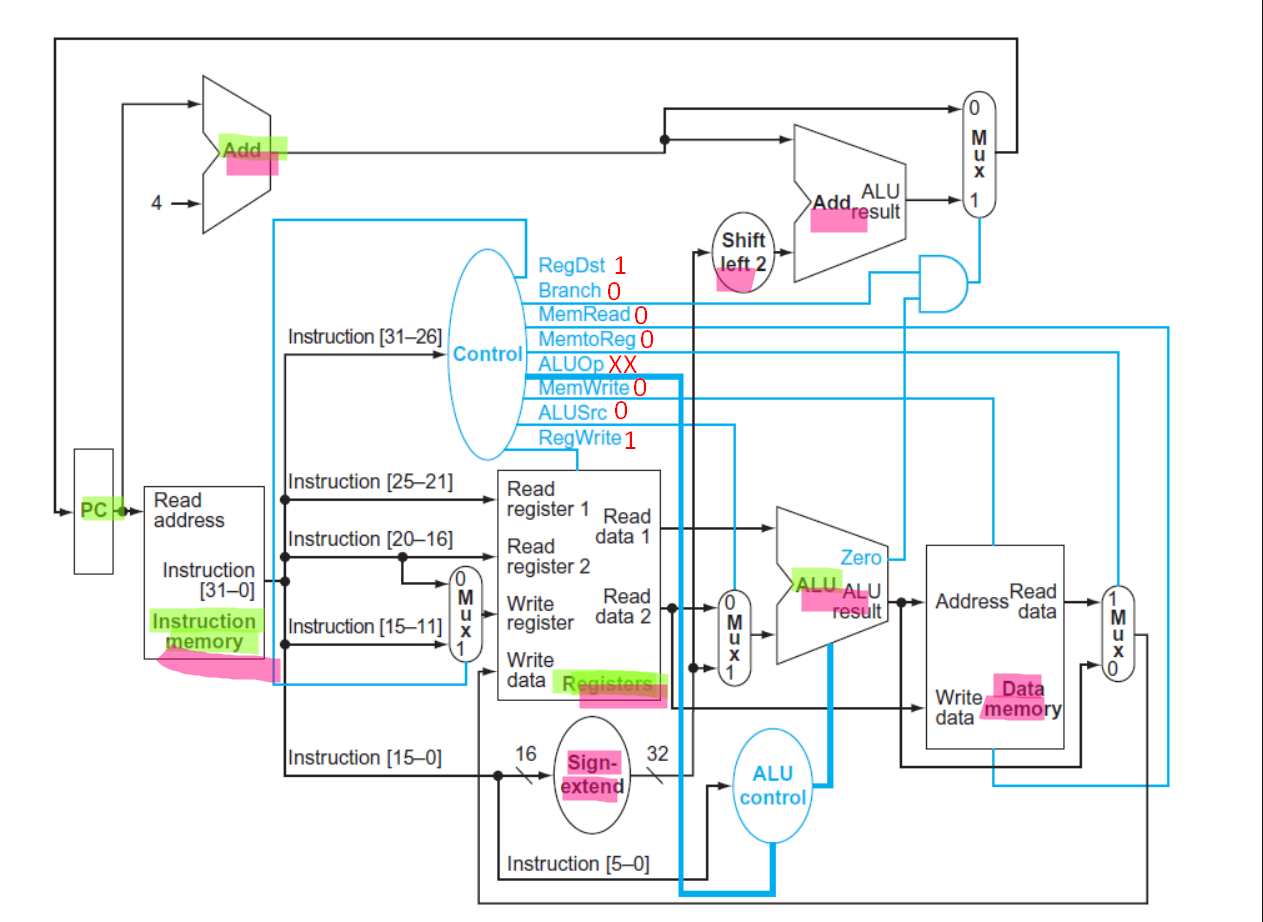 0
Mux
1
Add
4
Add
ALU
result
Shift
left 2
RegDst 1
Branch 0
MemRead 0
MemtoReg 0
ALUOp XX
MemWrite 0
ALUSrc 0
RegWrite 1
Control
Instruction [31–26]
Instruction [25–21]
Instruction [20–16]
Instruction [15–11]
Instruction [15–0]
Instruction [5–0]
PC
Read
address
Instruction
[31–0]
Instruction
memory
0
Mux
1
Read
register 1
Read
register 2
Write
register
Write
data
Read
data 1
Read
data 2
Registers
0
Mux
1
Zero
ALU
ALU
result
Address
Read
data
Write
data
Data
memory
1
Mux
0
16
Sign-
extend
32
ALU
control